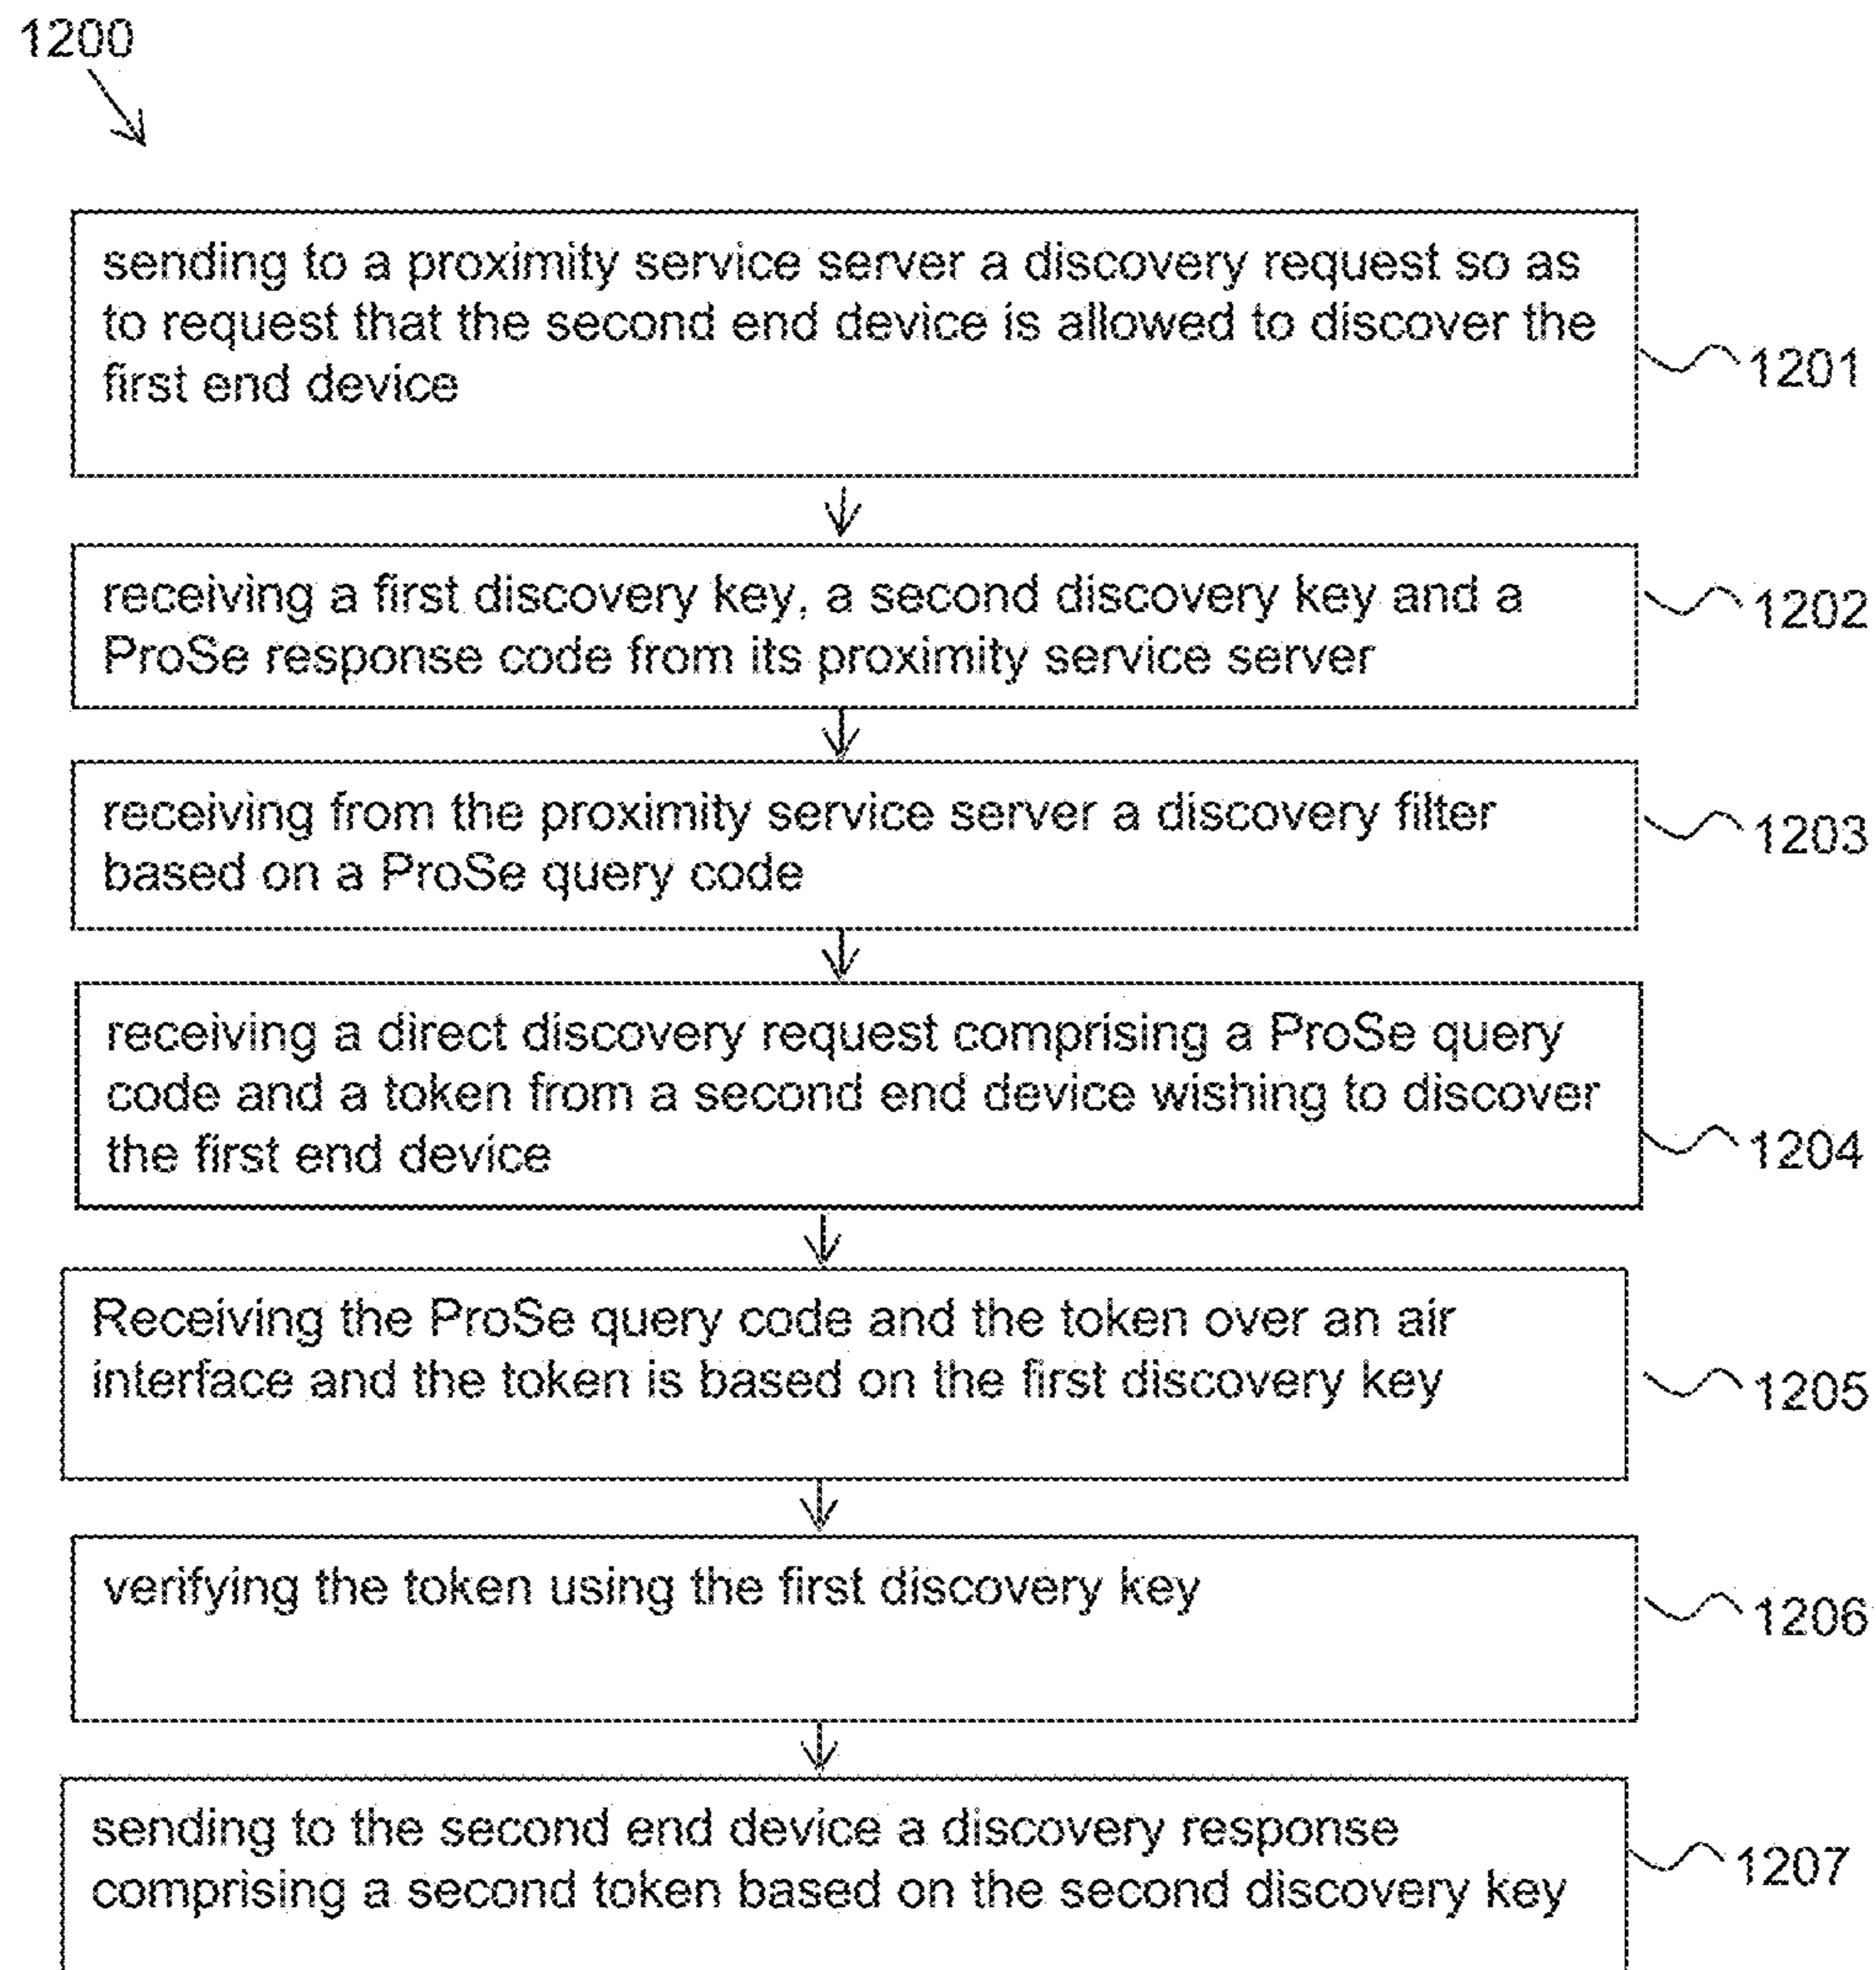 1200
sending to a proximity service server a discovery request so as
to request that the second end device is allowed to discover the
first end device
1201
receiving a first discovery key, a second discovery key and a
ProSe response code from its proximity service server
1202
receiving from the proximity service server a discovery filter
based on a ProSe query code
1203
receiving a direct discovery request comprising a ProSe query
code and a token from a second end device wishing to discover
the first end device
1204
Receiving the ProSe query code and the token over an air
interface and the token is based on the first discovery key
1205
verifying the token using the first discovery key
1206
sending to the second end device a discovery response
comprising a second token based on the second discovery key
1207